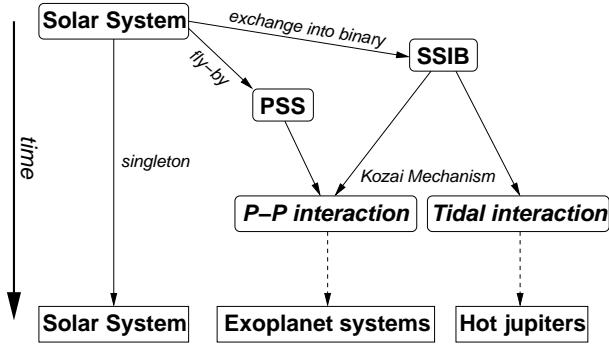 Solar System
exchange into binary
SSIB
fly–by
PSS
time
singleton
Kozai Mechanism
P–P interaction
Tidal interaction
Solar System
Exoplanet systems
Hot jupiters